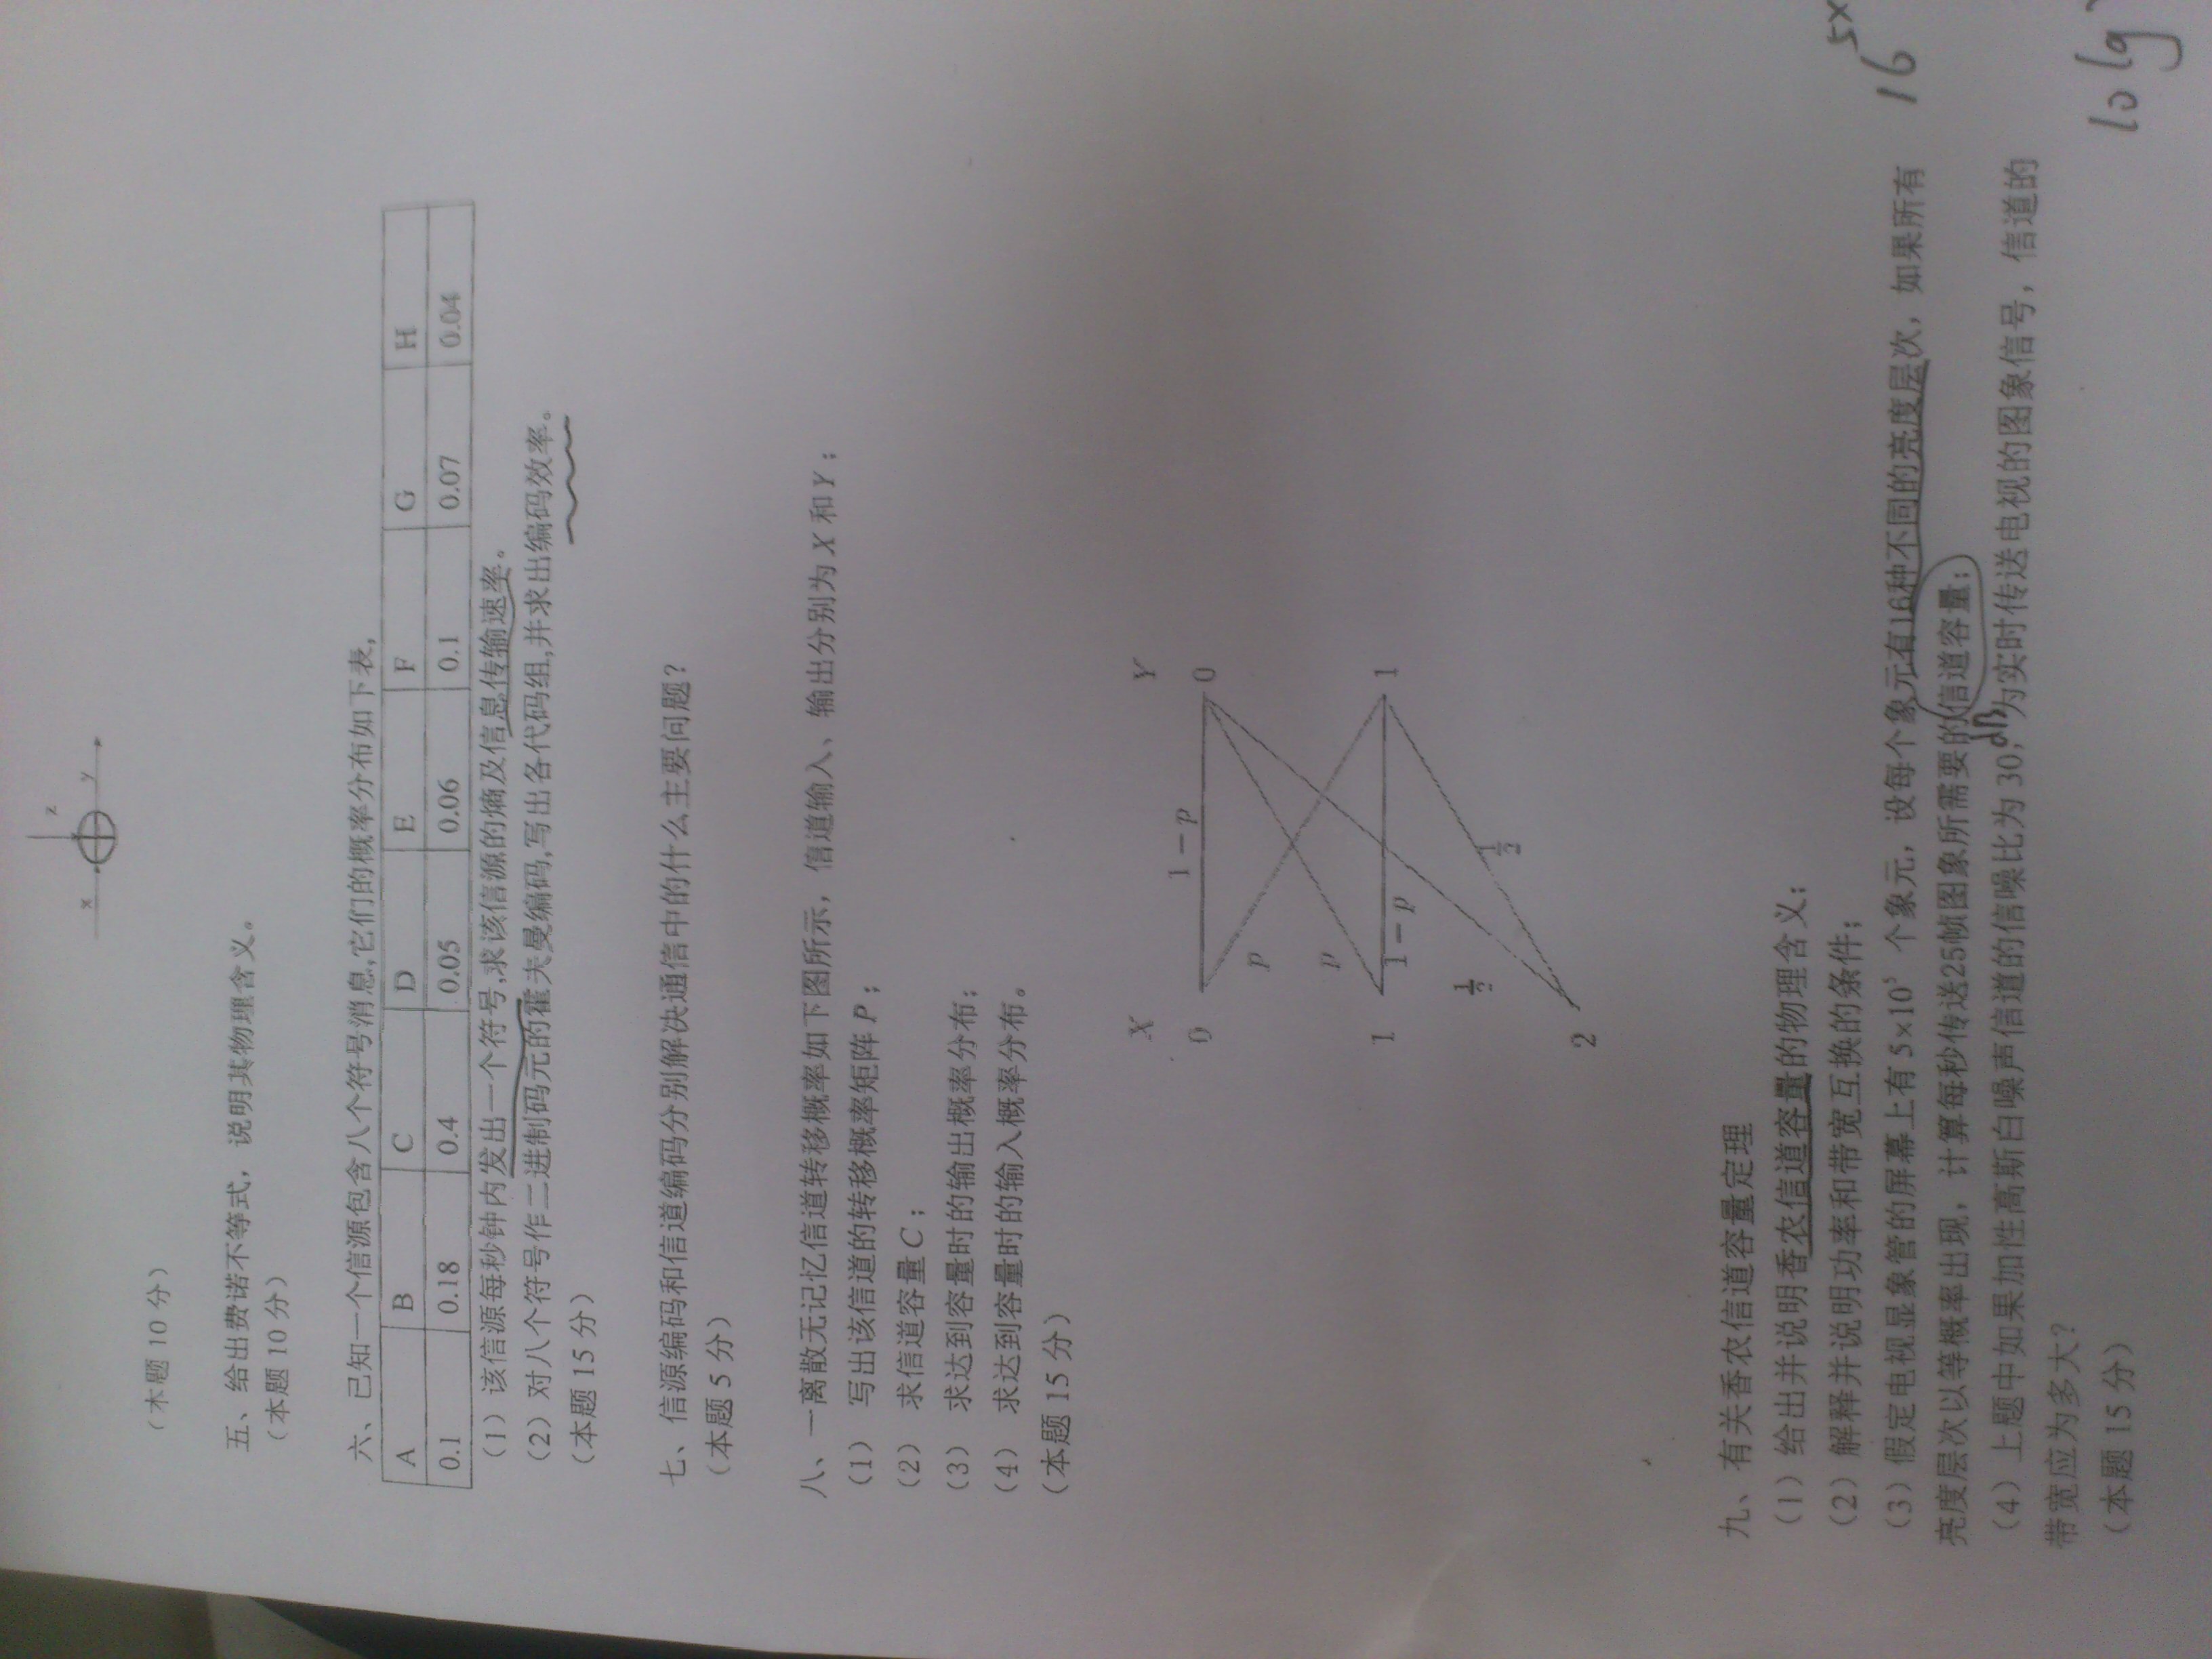 z
x y
（本题 10 分）
五、给出费诺不等式，说明其物理含义。
（本题 10 分）
六、已知一个信源包含八个符号消息,它们的概率分布如下表,
A B C D E F G H
0.1 0.18 0.4 0.05 0.06 0.1 0.07 0.04
（1）该信源每秒钟内发出一个符号,求该信源的熵及信息传输速率。
（2）对八个符号作二进制码元的霍夫曼编码,写出各代码组,并求出编码效率。
（本题 15 分）
七、信源编码和信道编码分别解决通信中的什么主要问题？
（本题 5 分）
八、一离散无记忆信道转移概率如下图所示，信道输入、输出分别为 X 和 Y；
（1） 写出该信道的转移概率矩阵 P；
（2） 求信道容量 C；
（3） 求达到容量时的输出概率分布；
（4） 求达到容量时的输入概率分布。
（本题 15 分）
X Y
1－p
0 0
p
p
1 1
1－p
1/2
1/2
2
九、有关香农信道容量定理
（1）给出并说明香农信道容量的物理含义；
（2）解释并说明功率和带宽互换的条件；
5×
（3）假定电视显象管的屏幕上有 5×10⁵ 个象元，设每个象元有16种不同的亮度层次，如果所有 16
亮度层次以等概率出现，计算每秒传送25帧图象所需要的信道容量；
dB
（4）上题中如果加性高斯白噪声信道的信噪比为 30，为实时传送电视的图象信号，信道的
带宽应为多大？
（本题 15 分） 10 lg